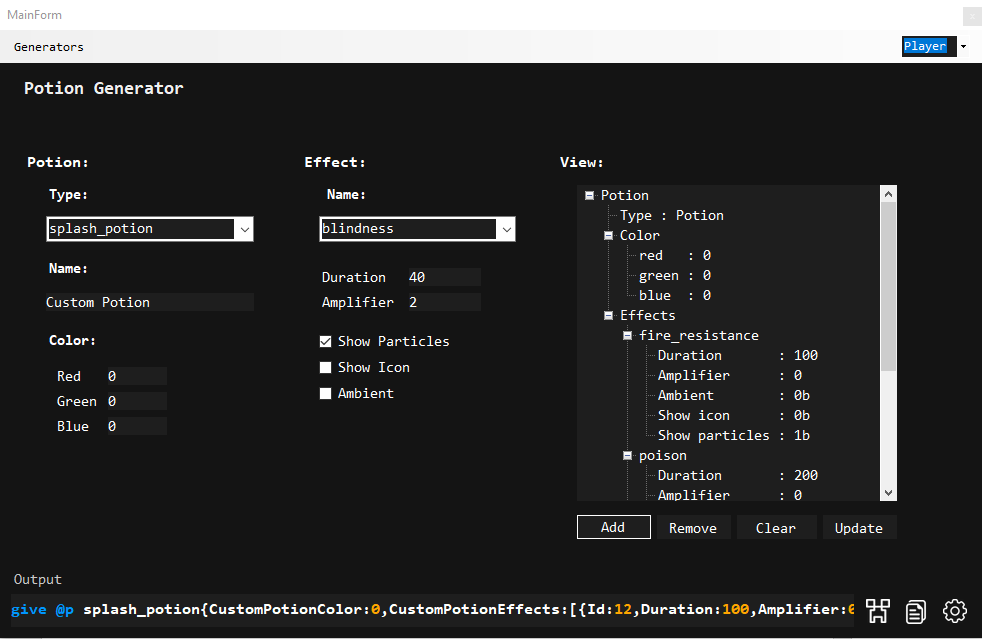 MainForm
Generators
Player
Potion Generator
Potion:
Type:
splash_potion
Name:
Custom Potion
Color:
Red 0
Green 0
Blue 0
Effect:
Name:
blindness
Duration 40
Amplifier 2
Show Particles
Show Icon
Ambient
View:
Potion
Type : Potion
Color
red : 0
green : 0
blue : 0
Effects
fire_resistance
Duration : 100
Amplifier : 0
Ambient : 0b
Show icon : 0b
Show particles : 1b
poison
Duration : 200
Amplifier : 0
Add Remove Clear Update
Output
give @p splash_potion{CustomPotionColor:0,CustomPotionEffects:[{Id:12,Duration:100,Amplifier:0